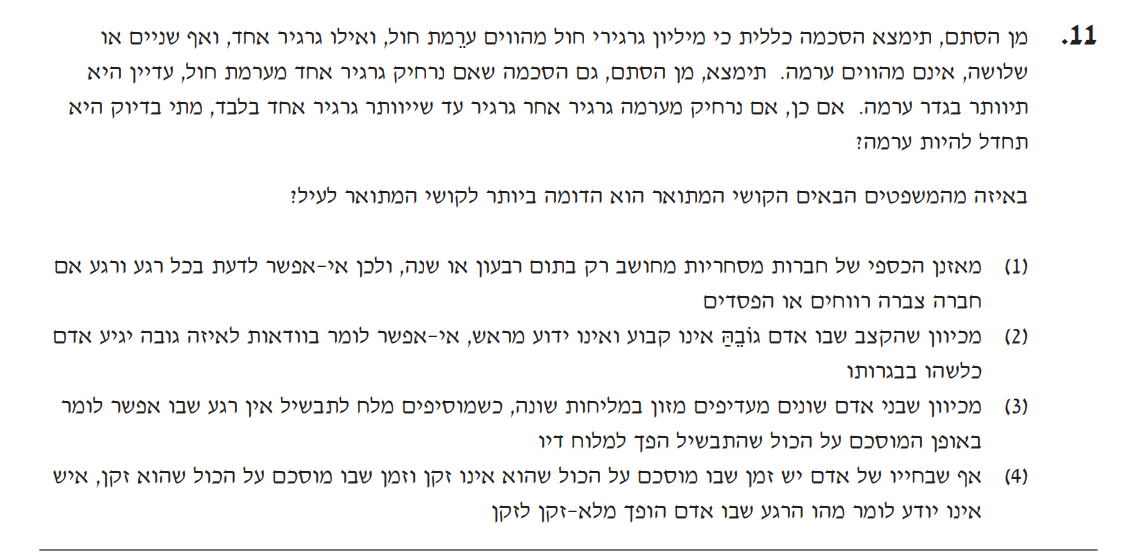 11. מן הסתם, תימצא הסכמה כללית כי מיליון גרגירי חול מהווים ערֵמת חול, ואילו גרגיר אחד, ואף שניים או
שלושה, אינם מהווים ערמה. תימצא, מן הסתם, גם הסכמה שאם נרחיק גרגיר אחד מערמת חול, עדיין היא
תיוותר בגדר ערמה. אם כן, אם נרחיק מערמה גרגיר אחר גרגיר עד שייוותר גרגיר אחד בלבד, מתי בדיוק היא
תחדל להיות ערמה?
באיזה מהמשפטים הבאים הקושי המתואר הוא הדומה ביותר לקושי המתואר לעיל?
(1) מאזנן הכספי של חברות מסחריות מחושב רק בתום רבעון או שנה, ולכן אי-אפשר לדעת בכל רגע ורגע אם
חברה צברה רווחים או הפסדים
(2) מכיוון שהקצב שבו אדם גוֹבֵהַּ אינו קבוע ואינו ידוע מראש, אי-אפשר לומר בוודאות לאיזה גובה יגיע אדם
כלשהו בבגרותו
(3) מכיוון שבני אדם שונים מעדיפים מזון במליחות שונה, כשמוסיפים מלח לתבשיל אין רגע שבו אפשר לומר
באופן המוסכם על הכול שהתבשיל הפך למלוח דיו
(4) אף שבחייו של אדם יש זמן שבו מוסכם על הכול שהוא אינו זקן וזמן שבו מוסכם על הכול שהוא זקן, איש
אינו יודע לומר מהו הרגע שבו אדם הופך מלא-זקן לזקן